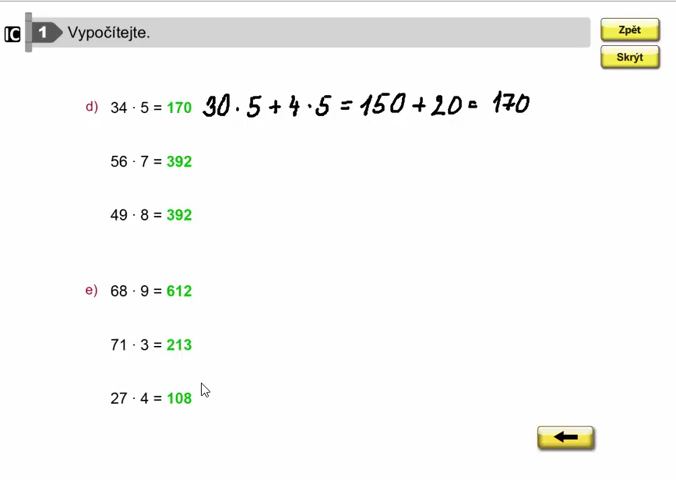 IC 1 Vypočítejte.
Zpět
Skrýt
d) 34 · 5 = 170 30 · 5 + 4 · 5 = 150 + 20 = 170
56 · 7 = 392
49 · 8 = 392
e) 68 · 9 = 612
71 · 3 = 213
27 · 4 = 108